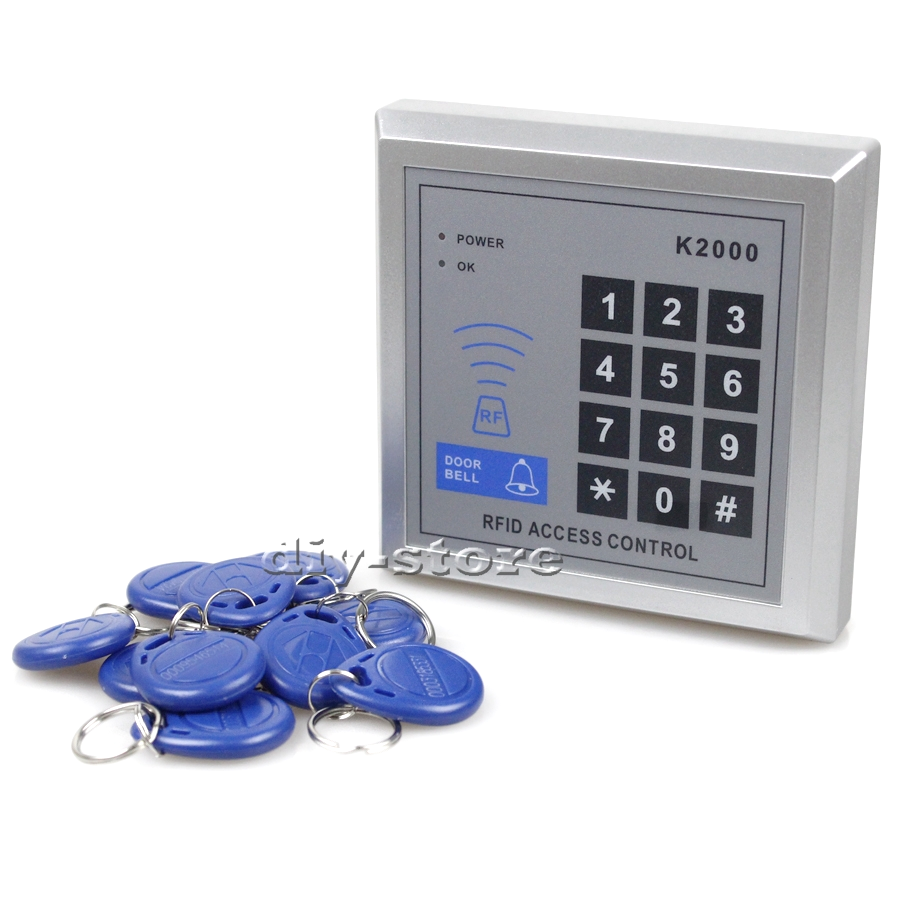 POWER
K2000
OK
1 2 3
4 5 6
7 8 9
* 0 #
RF
DOOR
BELL
RFID ACCESS CONTROL
diy-store